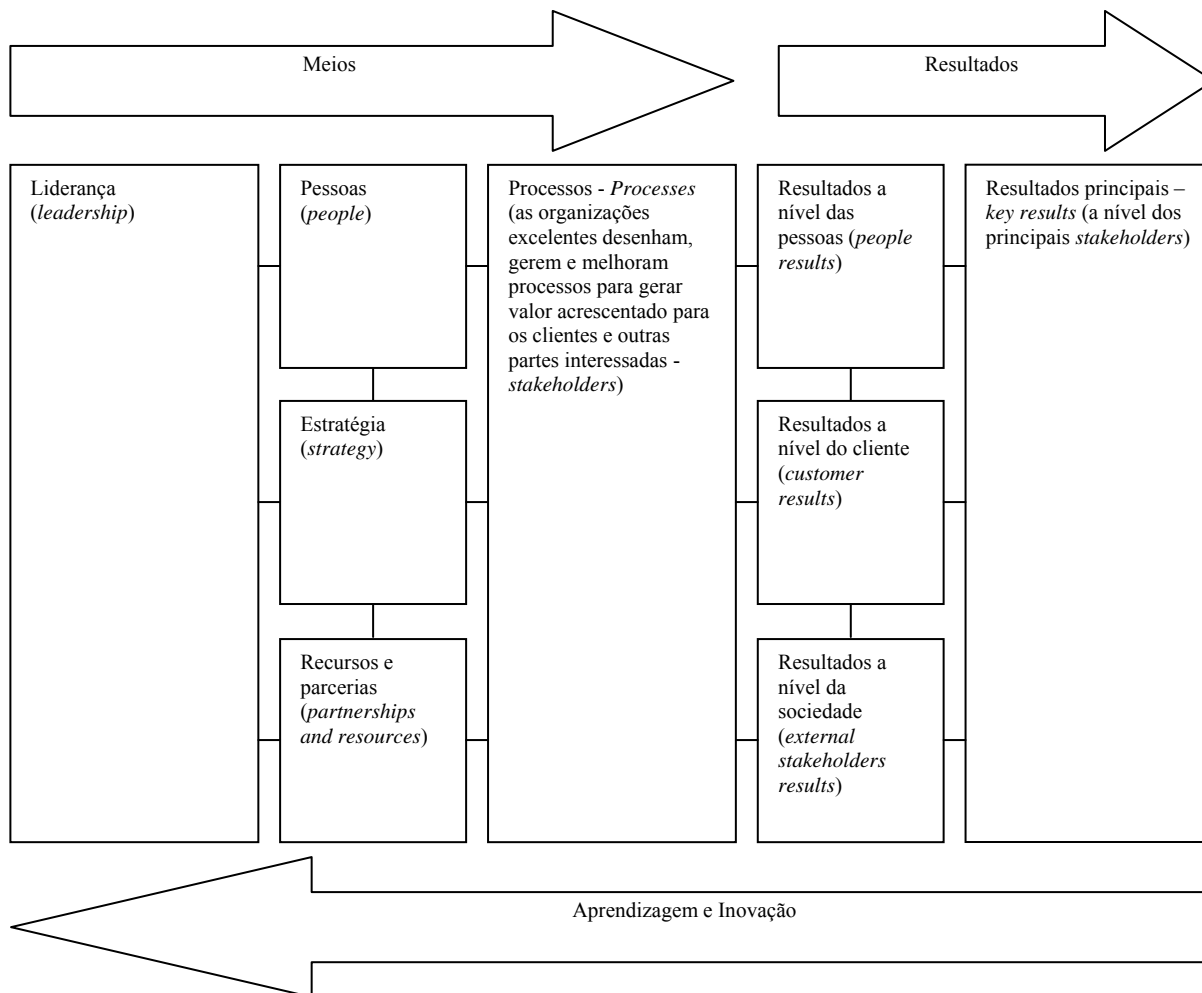 Meios
Resultados
Liderança
(leadership)
Pessoas
(people)
Estratégia
(strategy)
Recursos e
parcerias
(partnerships
and resources)
Processos - Processes
(as organizações
excelentes desenham,
gerem e melhoram
processos para gerar
valor acrescentado para
os clientes e outras
partes interessadas -
stakeholders)
Resultados a
nível das
pessoas (people
results)
Resultados a
nível do cliente
(customer
results)
Resultados a
nível da
sociedade
(external
stakeholders
results)
Resultados principais –
key results (a nível dos
principais stakeholders)
Aprendizagem e Inovação